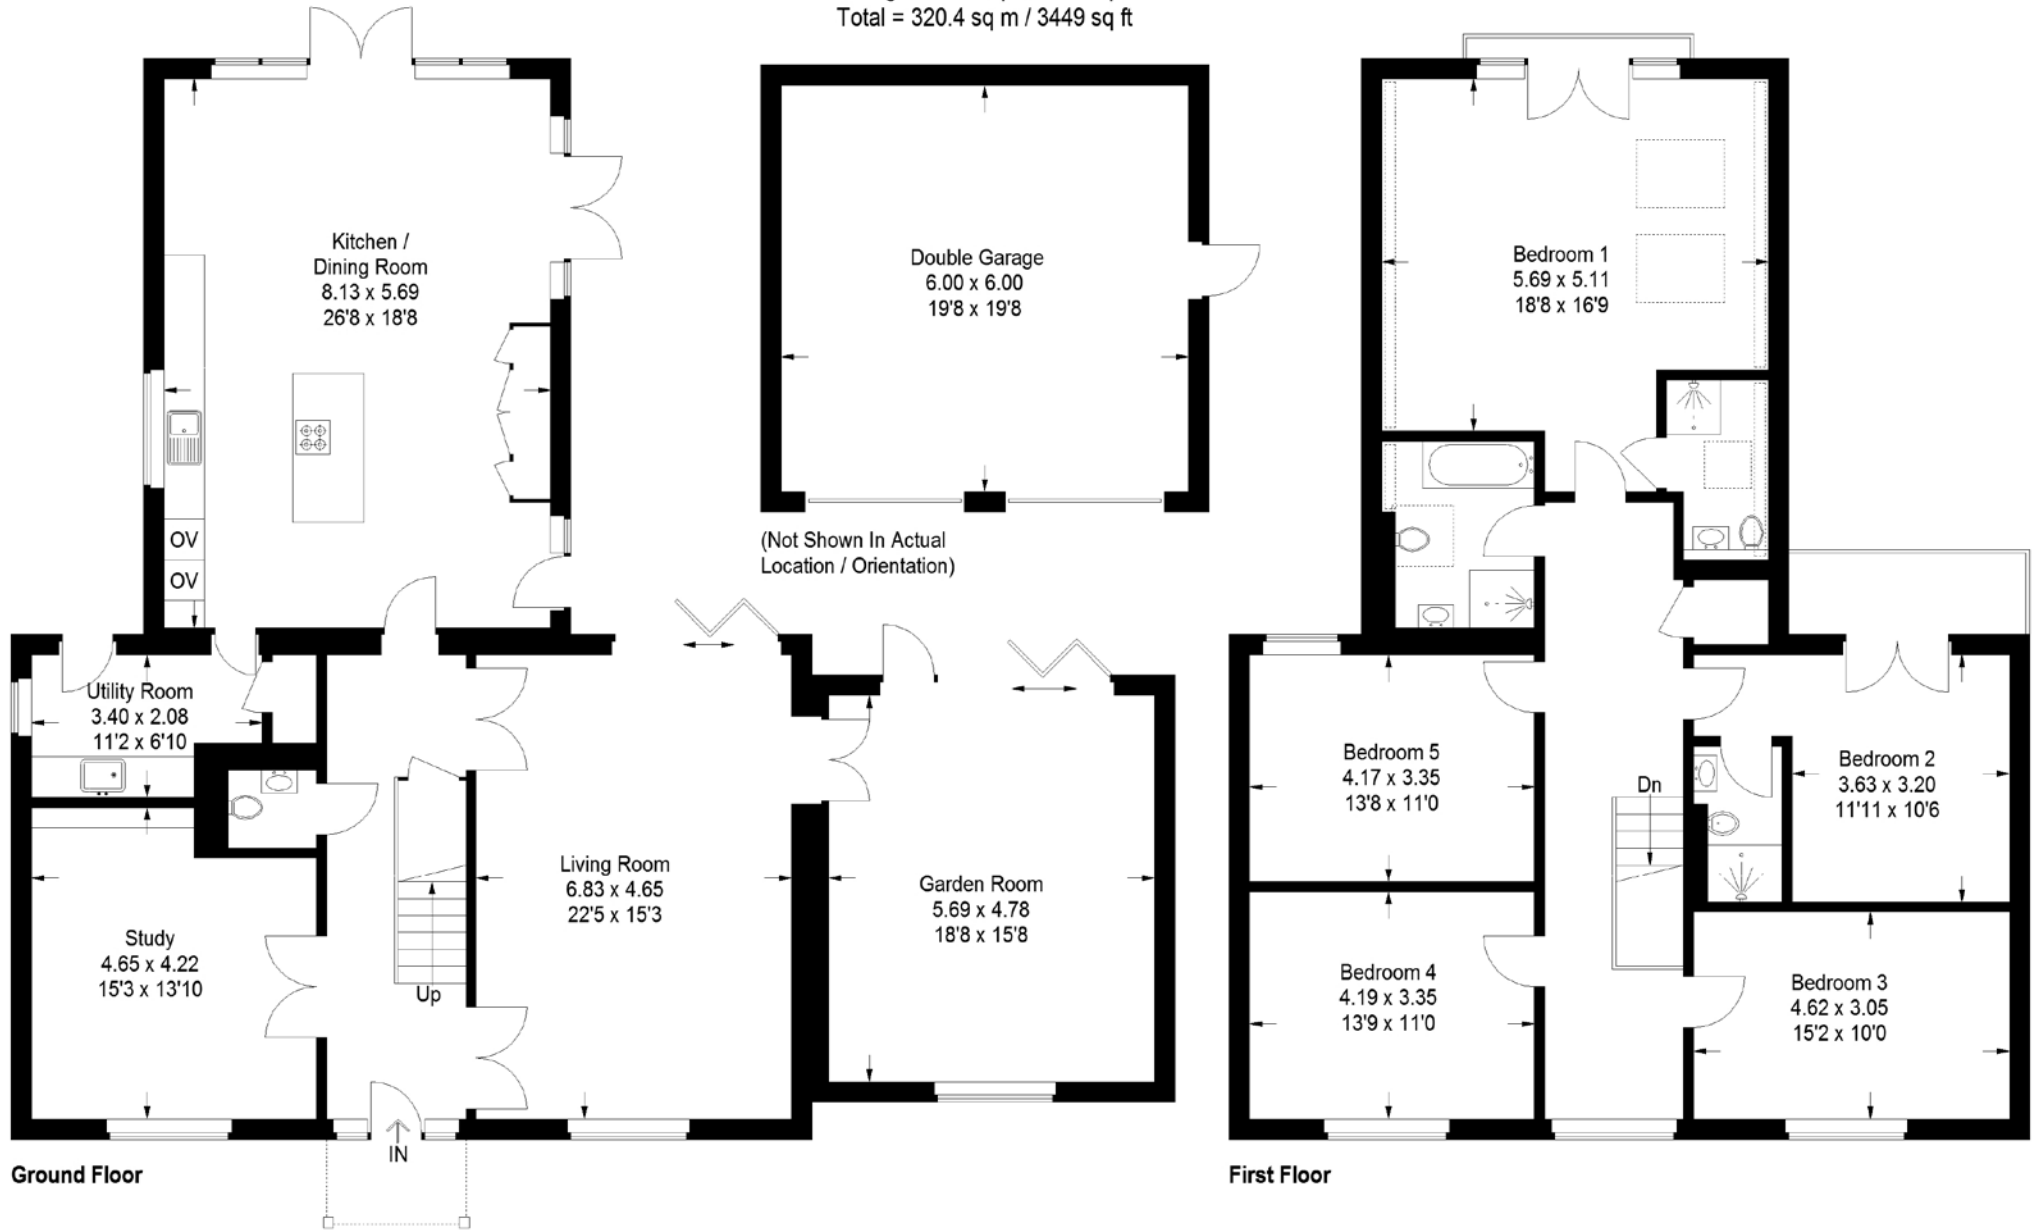 Total = 320.4 sq m / 3449 sq ft
Kitchen /
Dining Room
8.13 x 5.69
26'8 x 18'8
OV
OV
Double Garage
6.00 x 6.00
19'8 x 19'8
(Not Shown In Actual
Location / Orientation)
Utility Room
3.40 x 2.08
11'2 x 6'10
Study
4.65 x 4.22
15'3 x 13'10
Up
IN
Living Room
6.83 x 4.65
22'5 x 15'3
Garden Room
5.69 x 4.78
18'8 x 15'8
Ground Floor
Bedroom 1
5.69 x 5.11
18'8 x 16'9
Bedroom 5
4.17 x 3.35
13'8 x 11'0
Dn
Bedroom 2
3.63 x 3.20
11'11 x 10'6
Bedroom 4
4.19 x 3.35
13'9 x 11'0
Bedroom 3
4.62 x 3.05
15'2 x 10'0
First Floor